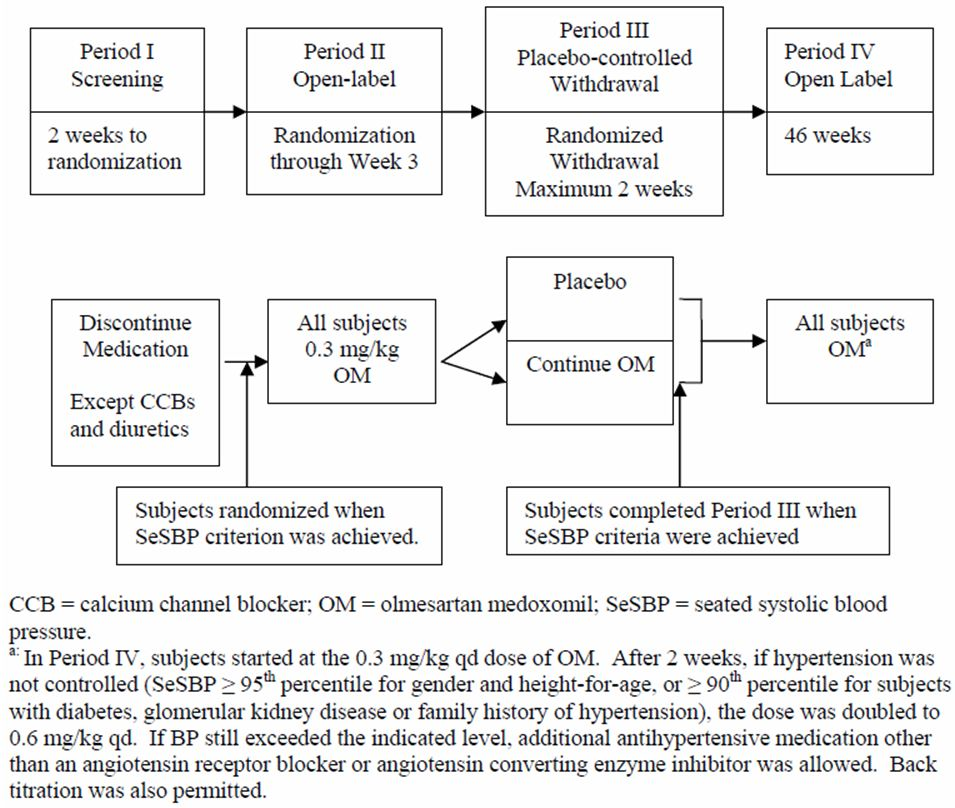 Period I
Screening
2 weeks to
randomization
Period II
Open-label
Randomization
through Week 3
Period III
Placebo-controlled
Withdrawal
Randomized
Withdrawal
Maximum 2 weeks
Period IV
Open Label
46 weeks
Discontinue
Medication
Except CCBs
and diuretics
All subjects
0.3 mg/kg
OM
Placebo
Continue OM
All subjects
OMa
Subjects randomized when
SeSBP criterion was achieved.
Subjects completed Period III when
SeSBP criteria were achieved
CCB = calcium channel blocker; OM = olmesartan medoxomil; SeSBP = seated systolic blood
pressure.
a: In Period IV, subjects started at the 0.3 mg/kg qd dose of OM.  After 2 weeks, if hypertension was
not controlled (SeSBP ≥ 95th percentile for gender and height-for-age, or ≥ 90th percentile for subjects
with diabetes, glomerular kidney disease or family history of hypertension), the dose was doubled to
0.6 mg/kg qd.  If BP still exceeded the indicated level, additional antihypertensive medication other
than an angiotensin receptor blocker or angiotensin converting enzyme inhibitor was allowed.  Back
titration was also permitted.